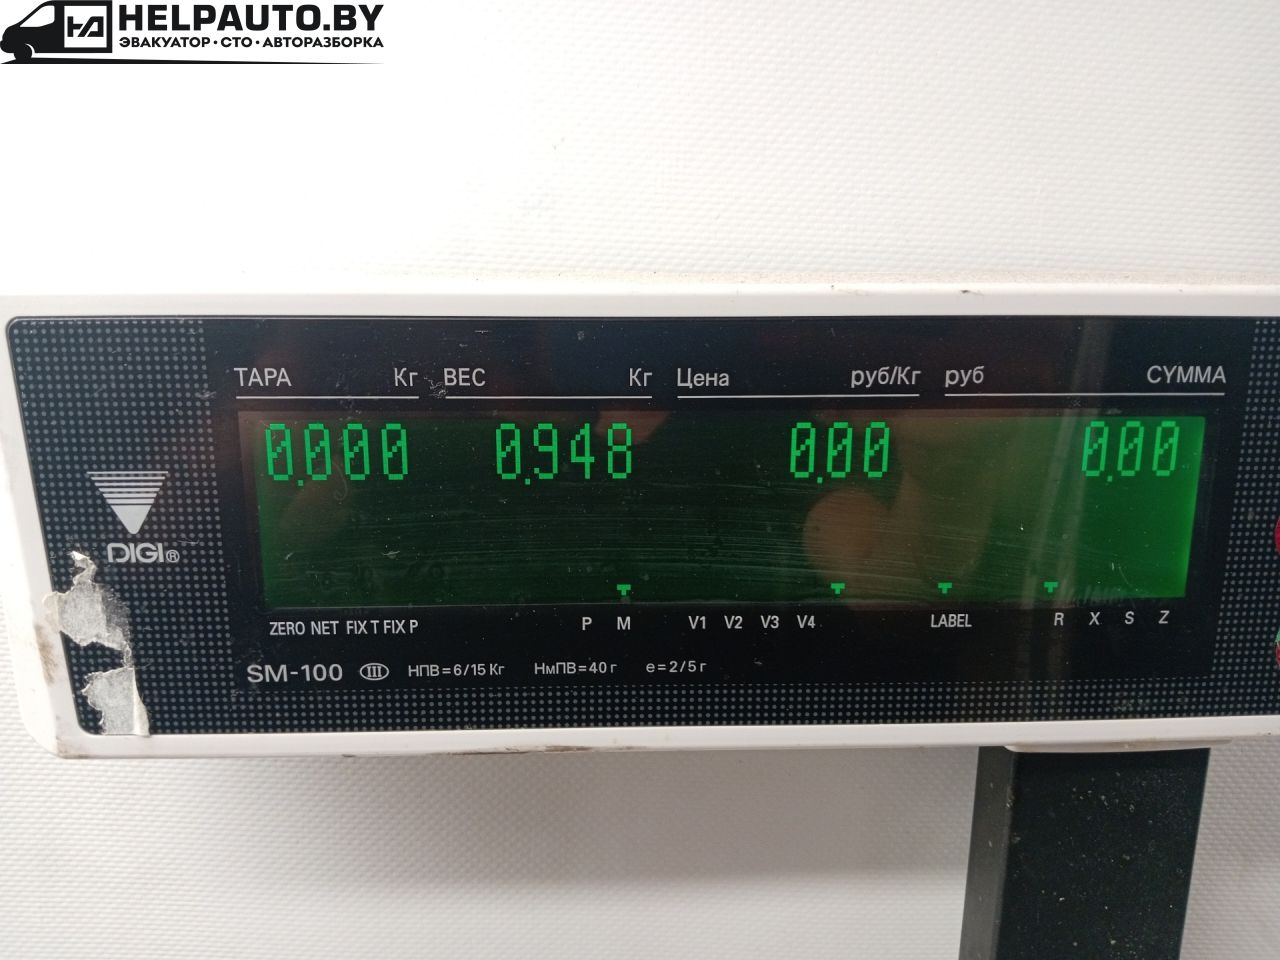 HELPAUTO.BY
ЭВАКУАТОР·СТО·АВТОРАЗБОРКА
ТАРА Кг ВЕС Кг Цена руб/Кг руб СУММА
0.000 0.948 0.00 0.00
DIGI®
ZERO NET FIX T FIX P P M V1 V2 V3 V4 LABEL R X S Z
SM-100 III НПВ=6/15 Кг НмПВ=40 г e=2/5 г